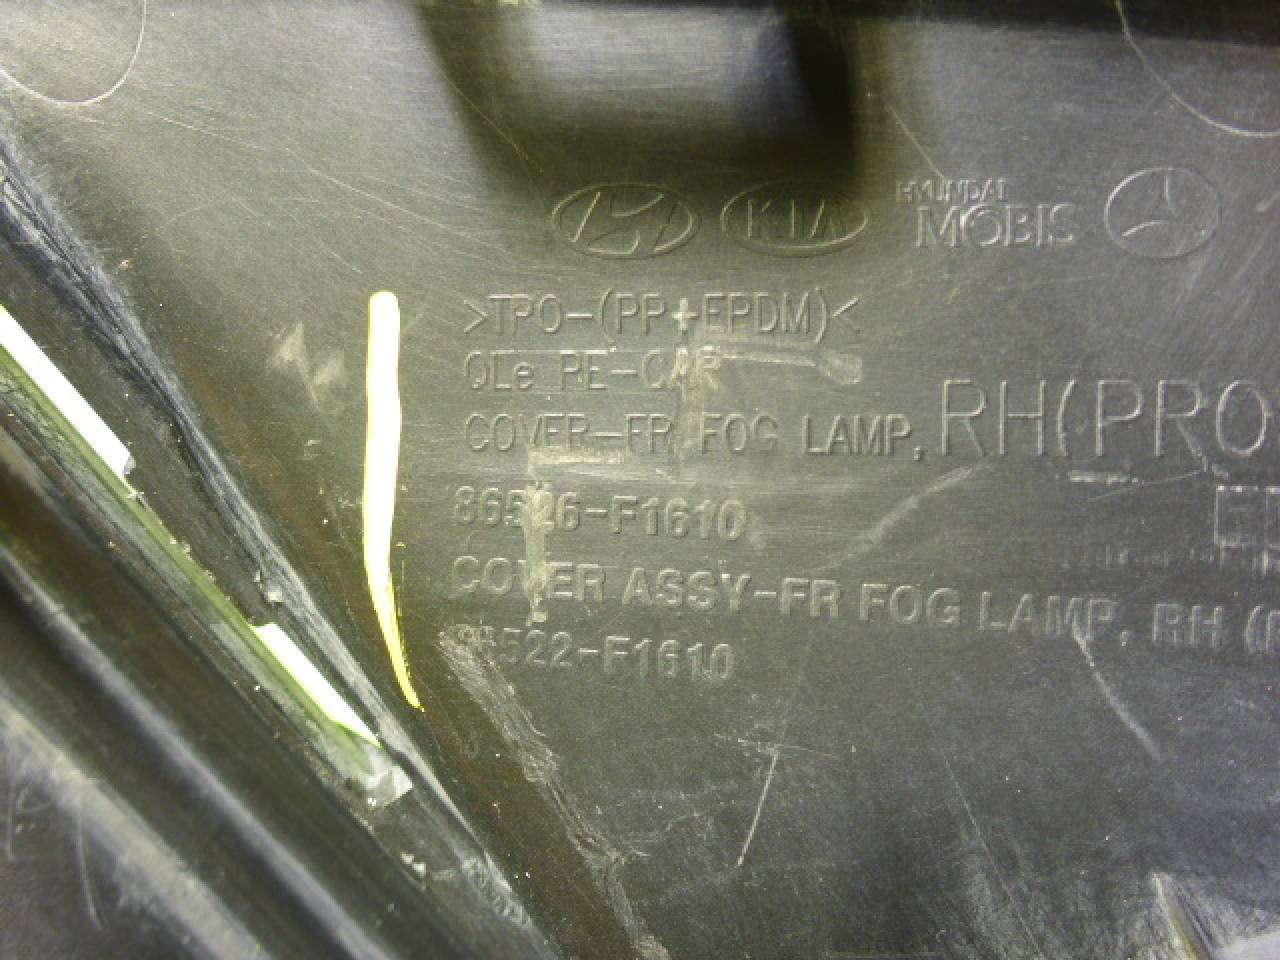 KIA HYUNDAI MOBIS
>TPO-(PP+EPDM)<
QLe PE-CAR
COVER-FR FOG LAMP, RH(PRO
86526-F1610
COVER ASSY-FR FOG LAMP, RH
86522-F1610